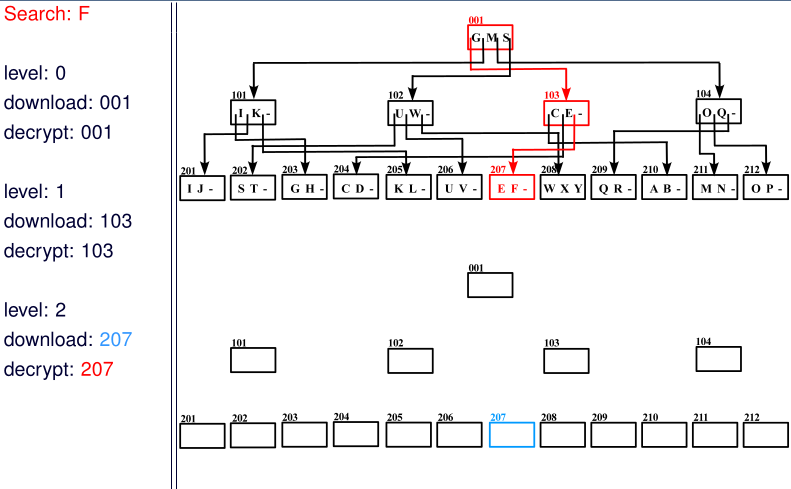 Search: F
level: 0
download: 001
decrypt: 001
level: 1
download: 103
decrypt: 103
level: 2
download: 207
decrypt: 207
001
G M S
101 102 103 104
I K - U W - C E - O Q -
201 202 203 204 205 206 207 208 209 210 211 212
I J - S T - G H - C D - K L - U V - E F - W X Y Q R - A B - M N - O P -
001
101 102 103 104
201 202 203 204 205 206 207 208 209 210 211 212